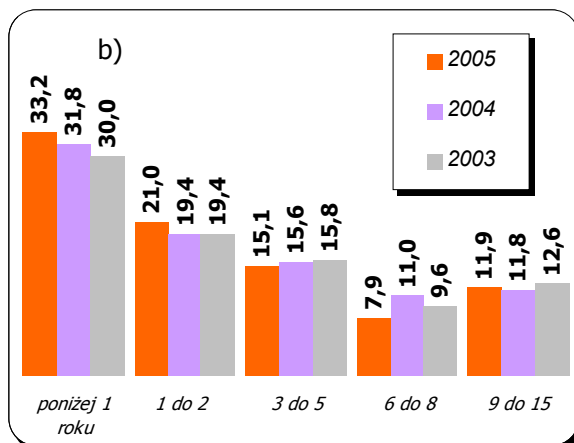 b)
2005
2004
2003
33,2
31,8
30,0
21,0
19,4
19,4
15,1
15,6
15,8
7,9
11,0
9,6
11,9
11,8
12,6
poniżej 1
roku
1 do 2
3 do 5
6 do 8
9 do 15